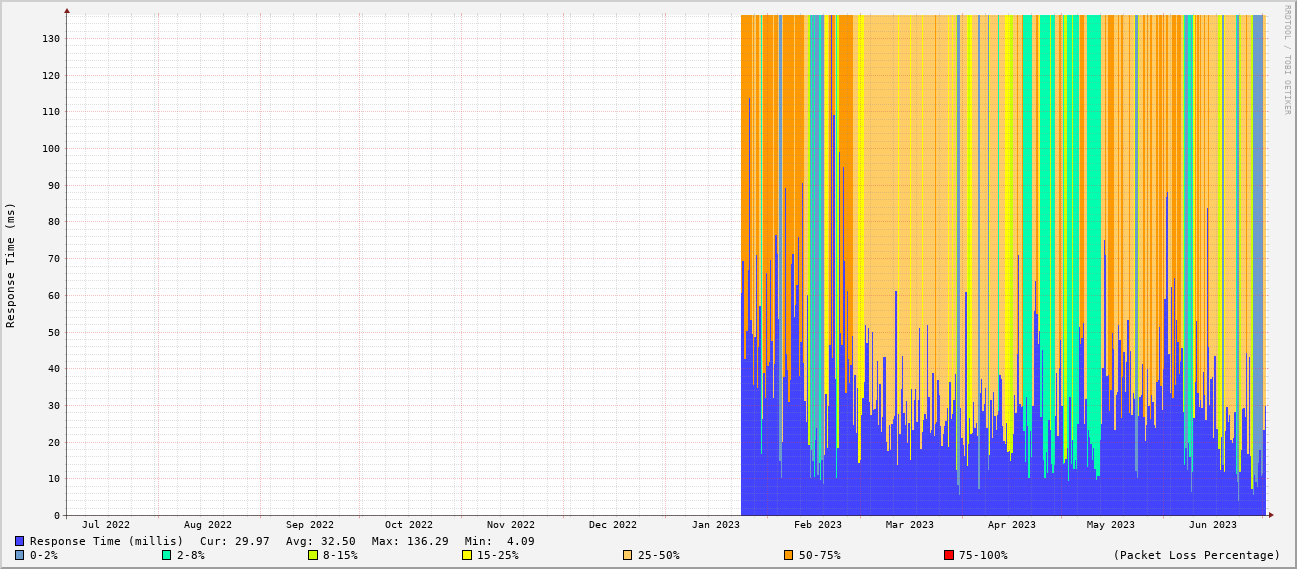 RRDTOOL / TOBI OETIKER
Response Time (ms)
130
120
110
100
90
80
70
60
50
40
30
20
10
0
Jul 2022 Aug 2022 Sep 2022 Oct 2022 Nov 2022 Dec 2022 Jan 2023 Feb 2023 Mar 2023 Apr 2023 May 2023 Jun 2023
Response Time (millis) Cur: 29.97 Avg: 32.50 Max: 136.29 Min: 4.09
0-2% 2-8% 8-15% 15-25% 25-50% 50-75% 75-100% (Packet Loss Percentage)